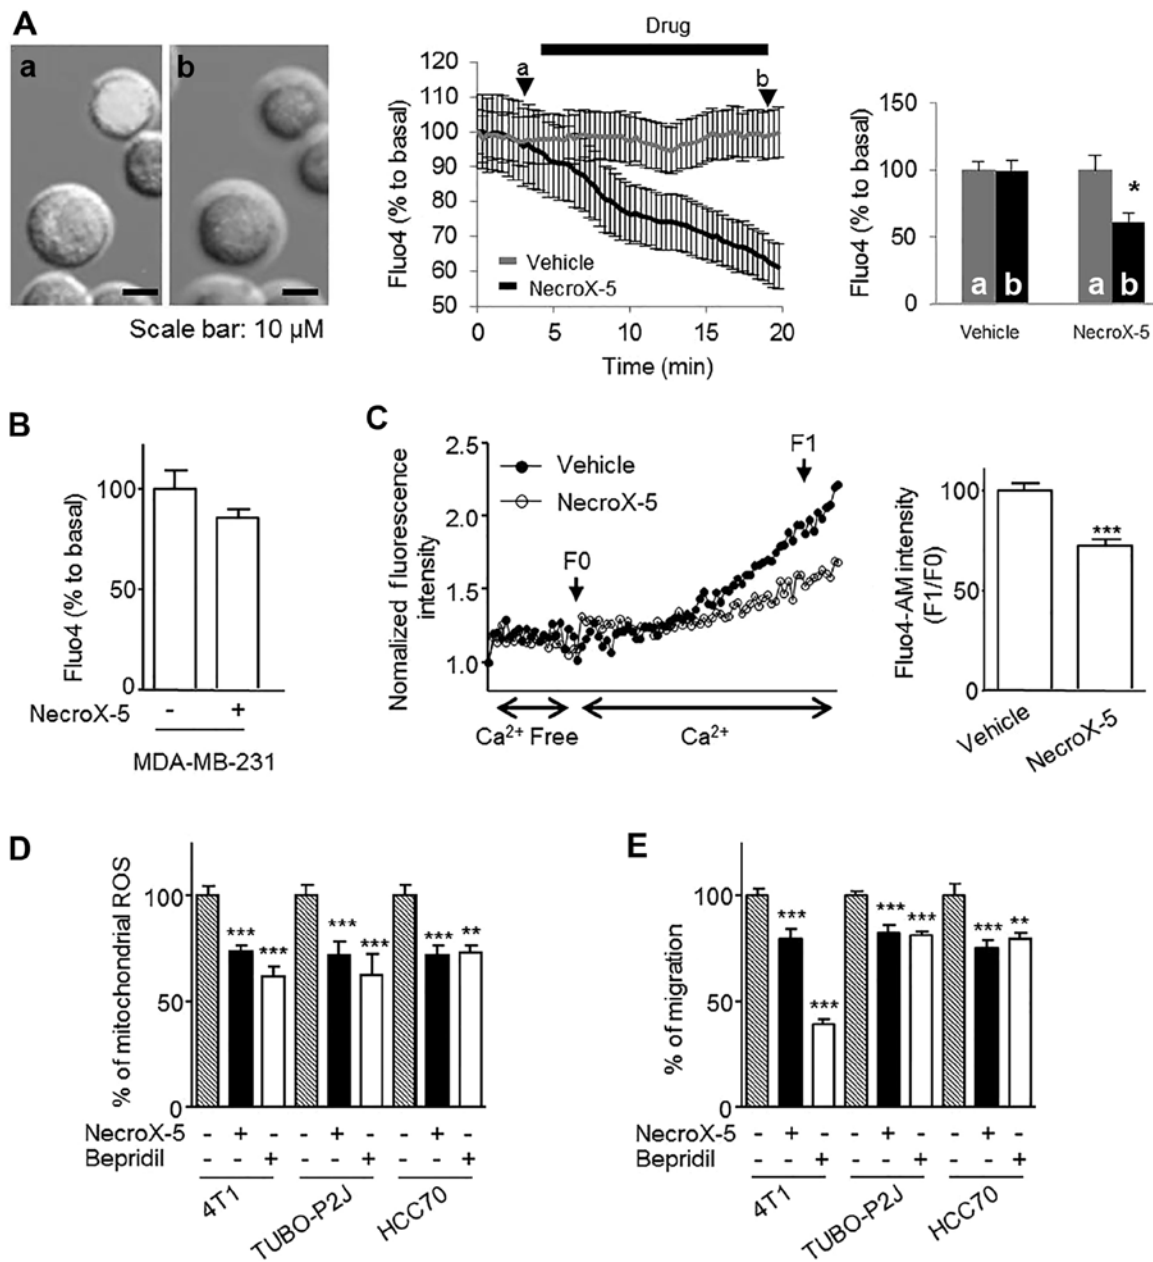 A
a
b
Scale bar: 10 µM
Drug
a
b
Fluo4 (% to basal)
120
110
100
90
80
70
60
50
Vehicle
NecroX-5
0
5
10
15
20
Time (min)
Fluo4 (% to basal)
150
100
50
0
*
a
b
a
b
Vehicle
NecroX-5
B
Fluo4 (% to basal)
100
50
0
NecroX-5
-
+
MDA-MB-231
C
Nomalized fluorescence
intensity
2.5
2.0
1.5
1.0
Vehicle
NecroX-5
F0
F1
Ca2+ Free
Ca2+
Fluo4-AM intensity
(F1/F0)
100
50
0
***
Vehicle
NecroX-5
D
% of mitochondrial ROS
100
50
0
*** *** *** *** *** **
NecroX-5 - + - - + - - + -
Bepridil - - + - - + - - +
4T1
TUBO-P2J
HCC70
E
% of migration
100
50
0
*** *** *** *** *** **
NecroX-5 - + - - + - - + -
Bepridil - - + - - + - - +
4T1
TUBO-P2J
HCC70